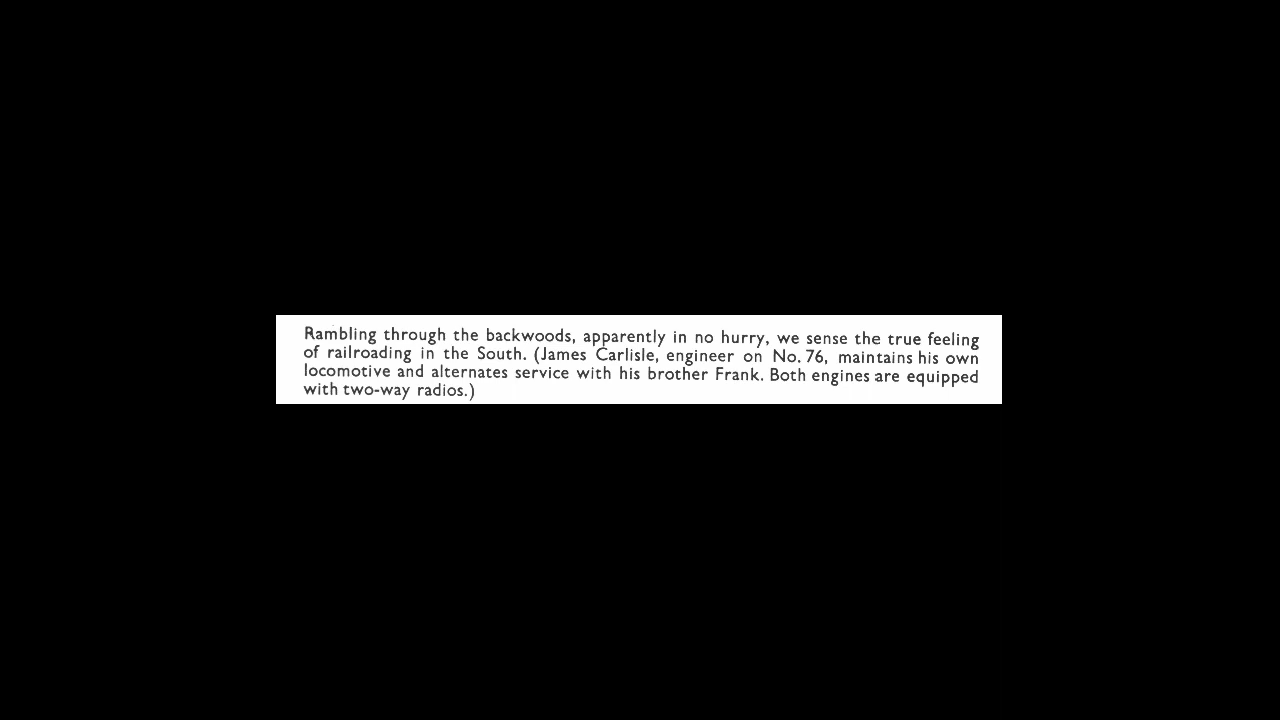 Rambling through the backwoods, apparently in no hurry, we sense the true feeling
of railroading in the South. (James Carlisle, engineer on No. 76, maintains his own
locomotive and alternates service with his brother Frank. Both engines are equipped
with two-way radios.)